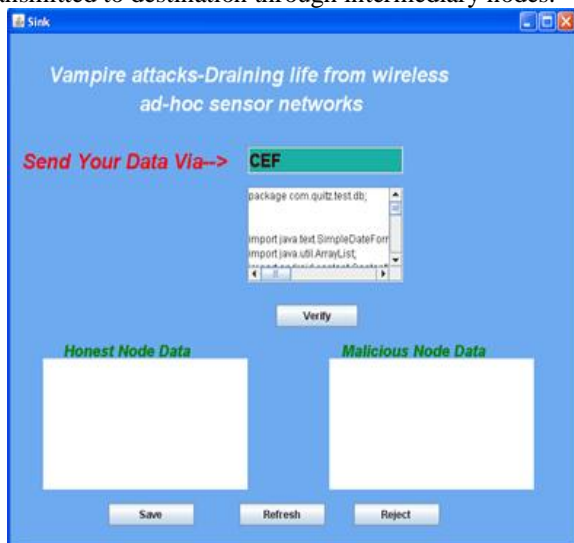 transmitted to destination through intermediary nodes.
Sink
Vampire attacks-Draining life from wireless
ad-hoc sensor networks
Send Your Data Via-->
CEF
package com.quitz.test.db;
import java.text.SimpleDateForr
import java.util.ArrayList;
Verify
Honest Node Data
Malicious Node Data
Save
Refresh
Reject